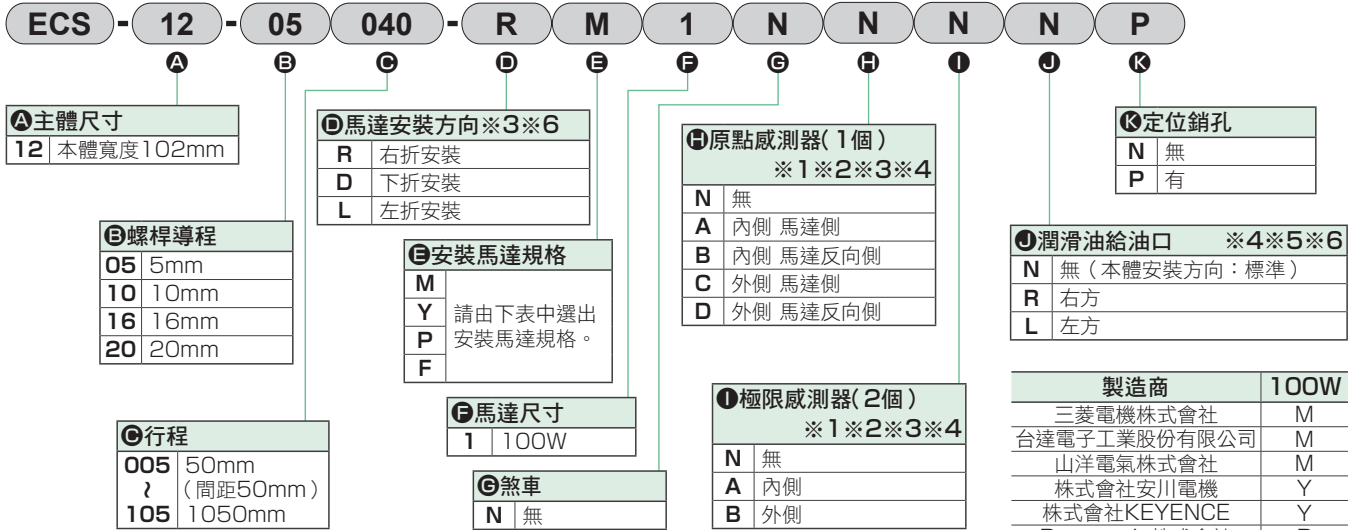 ECS - 12 - 05 040 - R M 1 N N N N P
A B C D E F G H I J K
A主體尺寸
12 本體寬度102mm
B螺桿導程
05 5mm
10 10mm
16 16mm
20 20mm
C行程
005 50mm
~ (間距50mm)
105 1050mm
D馬達安裝方向※3※6
R 右折安裝
D 下折安裝
L 左折安裝
E安裝馬達規格
M
Y 請由下表中選出
P 安裝馬達規格。
F
F馬達尺寸
1 100W
G煞車
N 無
H原點感測器(1個)
※1※2※3※4
N 無
A 內側 馬達側
B 內側 馬達反向側
C 外側 馬達側
D 外側 馬達反向側
I極限感測器(2個)
※1※2※3※4
N 無
A 內側
B 外側
K定位銷孔
N 無
P 有
J潤滑油給油口 ※4※5※6
N 無(本體安裝方向：標準)
R 右方
L 左方
製造商 100W
三菱電機株式會社 M
台達電子工業股份有限公司 M
山洋電氣株式會社 M
株式會社安川電機 Y
株式會社KEYENCE Y